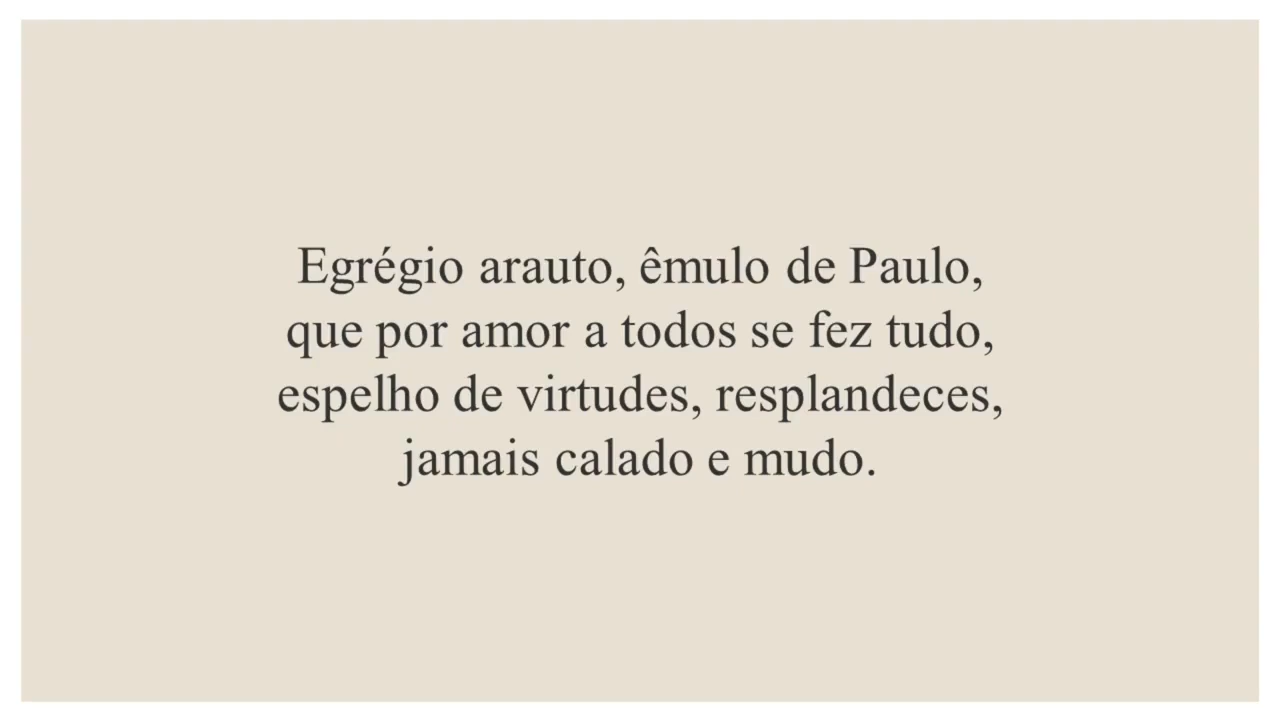 Egrégio arauto, êmulo de Paulo,
que por amor a todos se fez tudo,
espelho de virtudes, resplandeces,
jamais calado e mudo.